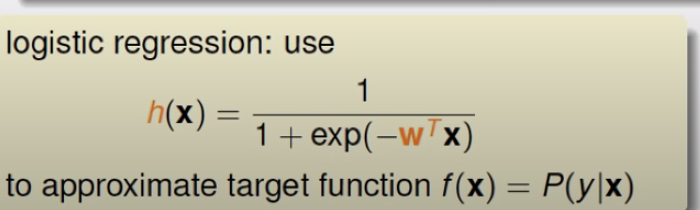 logistic regression: use
h(x) = 1 / (1 + exp(−wᵀx))
to approximate target function f(x) = P(y|x)